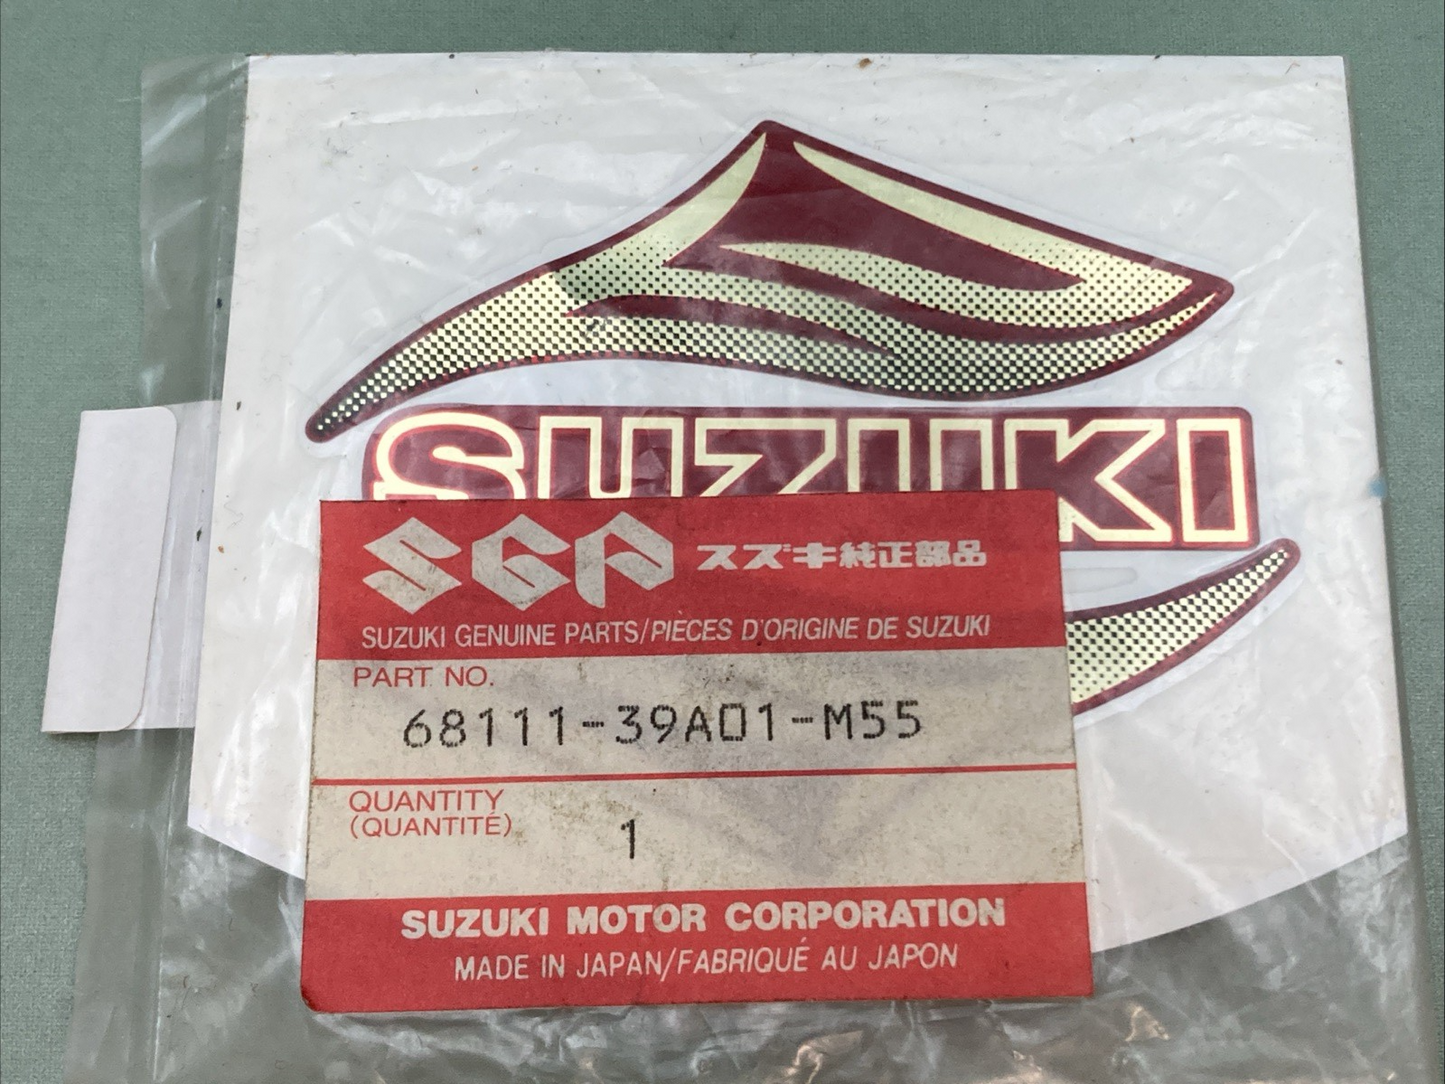 SUZUKI
SGP スズキ純正部品
SUZUKI GENUINE PARTS/PIÈCES D'ORIGINE DE SUZUKI
PART NO.
68111-39A01-M55
QUANTITY
(QUANTITÉ)
1
SUZUKI MOTOR CORPORATION
MADE IN JAPAN/FABRIQUÉ AU JAPON